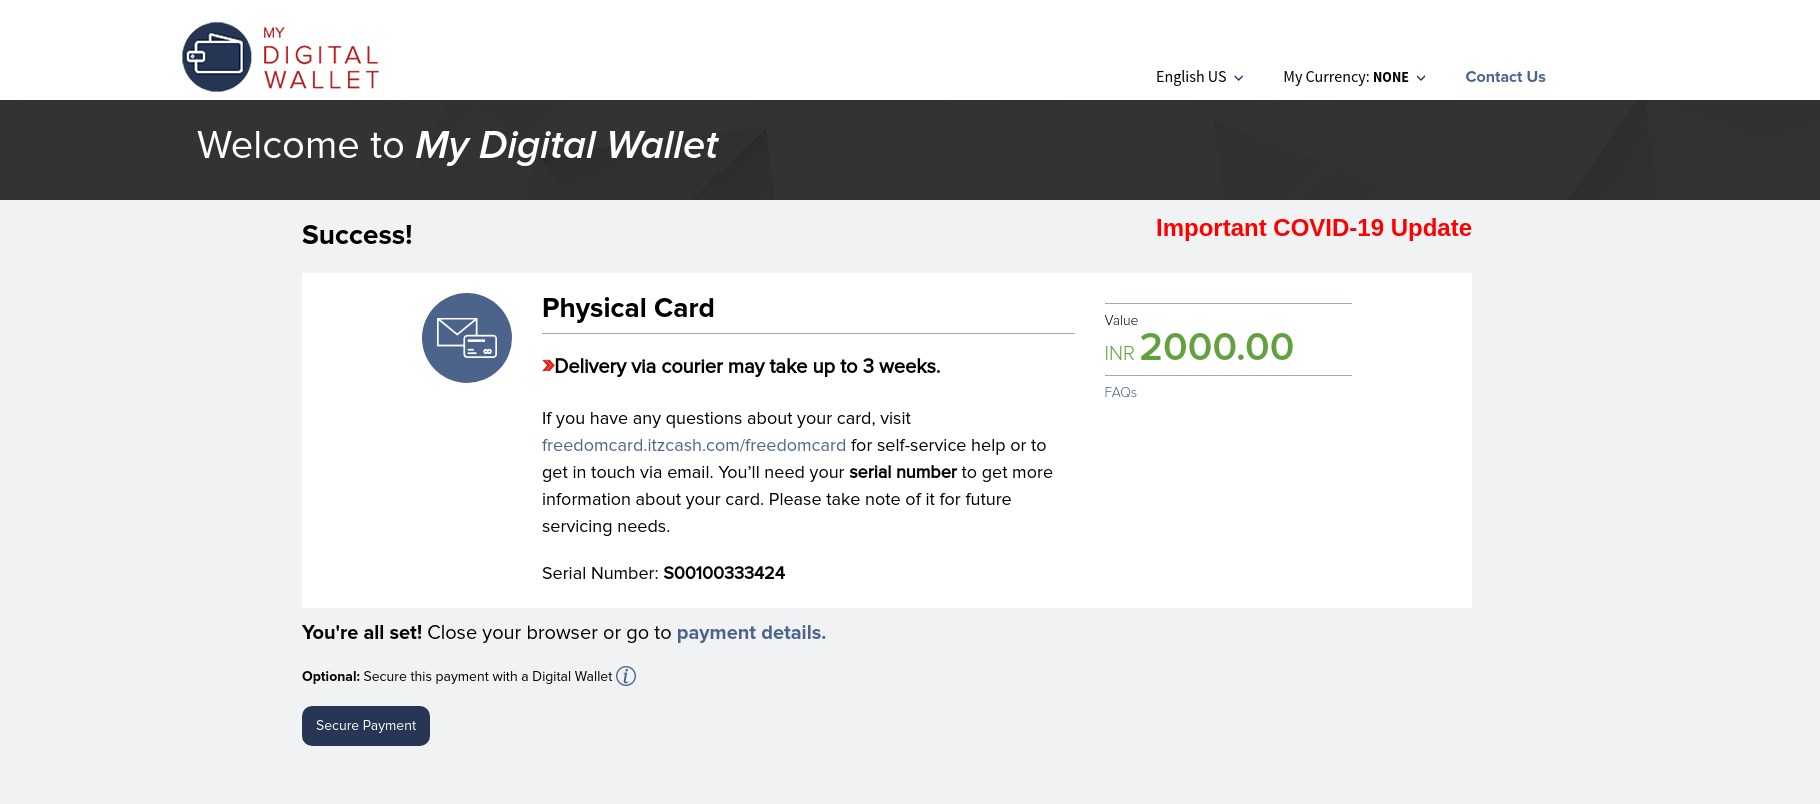 MY
DIGITAL
WALLET
English US
My Currency: NONE
Contact Us
Welcome to My Digital Wallet
Success!
Important COVID-19 Update
Physical Card
»Delivery via courier may take up to 3 weeks.
If you have any questions about your card, visit
freedomcard.itzcash.com/freedomcard for self-service help or to
get in touch via email. You’ll need your serial number to get more
information about your card. Please take note of it for future
servicing needs.
Serial Number: S00100333424
Value
INR 2000.00
FAQs
You're all set! Close your browser or go to payment details.
Optional: Secure this payment with a Digital Wallet i
Secure Payment